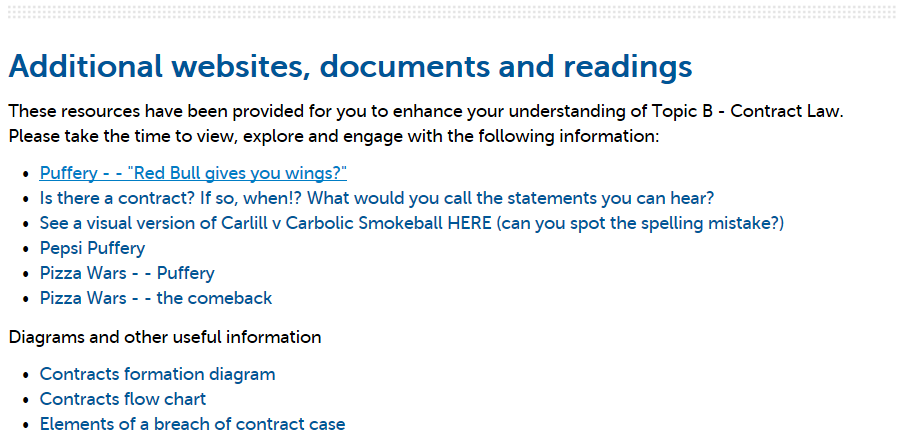 Additional websites, documents and readings
These resources have been provided for you to enhance your understanding of Topic B - Contract Law.
Please take the time to view, explore and engage with the following information:
• Puffery - - "Red Bull gives you wings?"
• Is there a contract? If so, when!? What would you call the statements you can hear?
• See a visual version of Carlill v Carbolic Smokeball HERE (can you spot the spelling mistake?)
• Pepsi Puffery
• Pizza Wars - - Puffery
• Pizza Wars - - the comeback
Diagrams and other useful information
• Contracts formation diagram
• Contracts flow chart
• Elements of a breach of contract case